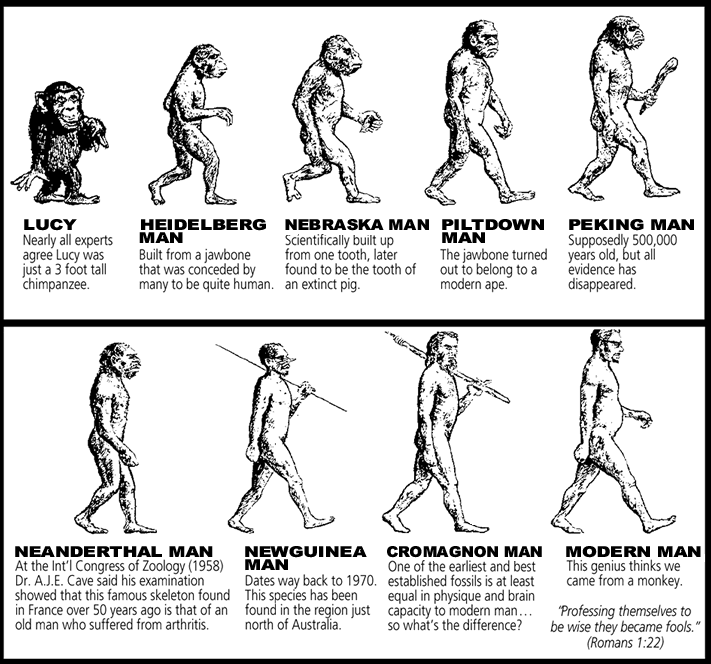 LUCY
Nearly all experts
agree Lucy was
just a 3 foot tall
chimpanzee.
HEIDELBERG
MAN
Built from a jawbone
that was conceded by
many to be quite human.
NEBRASKA MAN
Scientifically built up
from one tooth, later
found to be the tooth of
an extinct pig.
PILTDOWN
MAN
The jawbone turned
out to belong to a
modern ape.
PEKING MAN
Supposedly 500,000
years old, but all
evidence has
disappeared.
NEANDERTHAL MAN
At the Int'l Congress of Zoology (1958)
Dr. A.J.E. Cave said his examination
showed that this famous skeleton found
in France over 50 years ago is that of an
old man who suffered from arthritis.
NEWGUINEA
MAN
Dates way back to 1970.
This species has been
found in the region just
north of Australia.
CROMAGNON MAN
One of the earliest and best
established fossils is at least
equal in physique and brain
capacity to modern man...
so what's the difference?
MODERN MAN
This genius thinks we
came from a monkey.
"Professing themselves to
be wise they became fools."
(Romans 1:22)